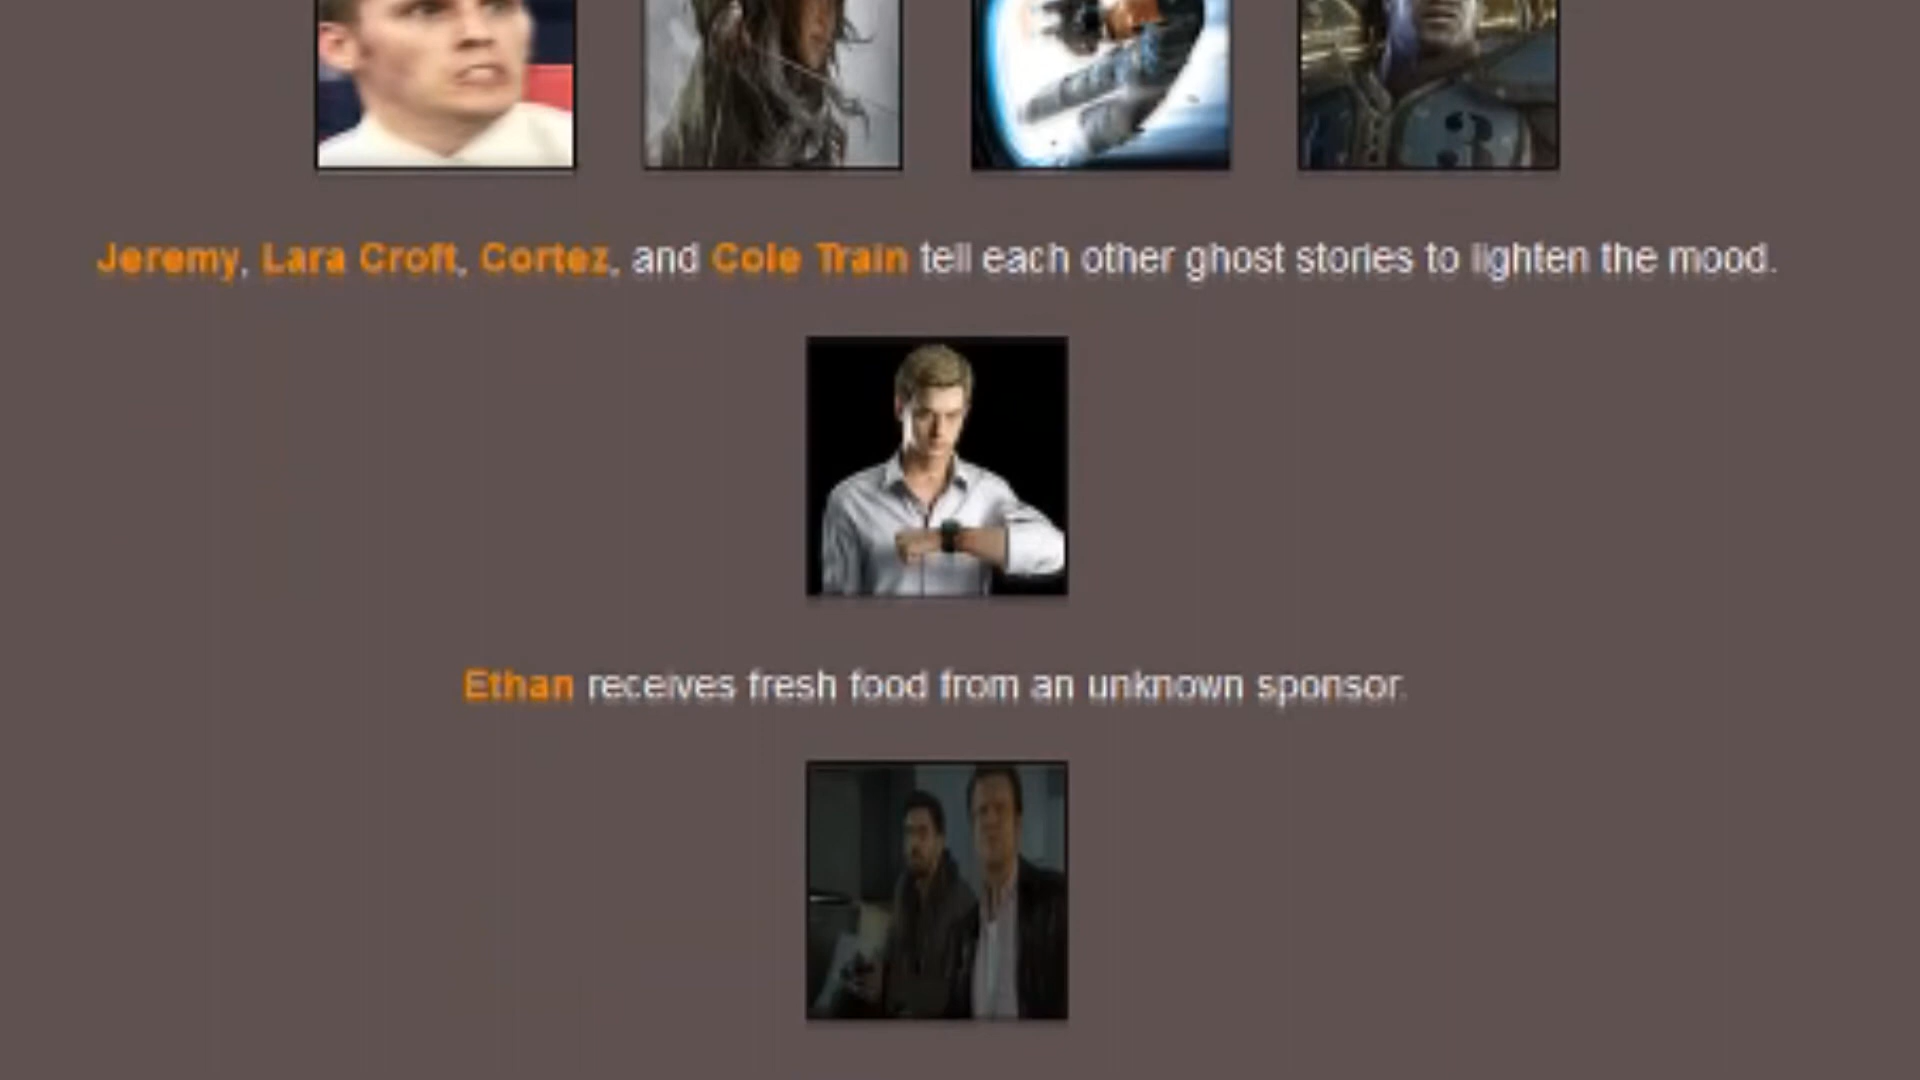 Jeremy, Lara Croft, Cortez, and Cole Train tell each other ghost stories to lighten the mood.
Ethan receives fresh food from an unknown sponsor.